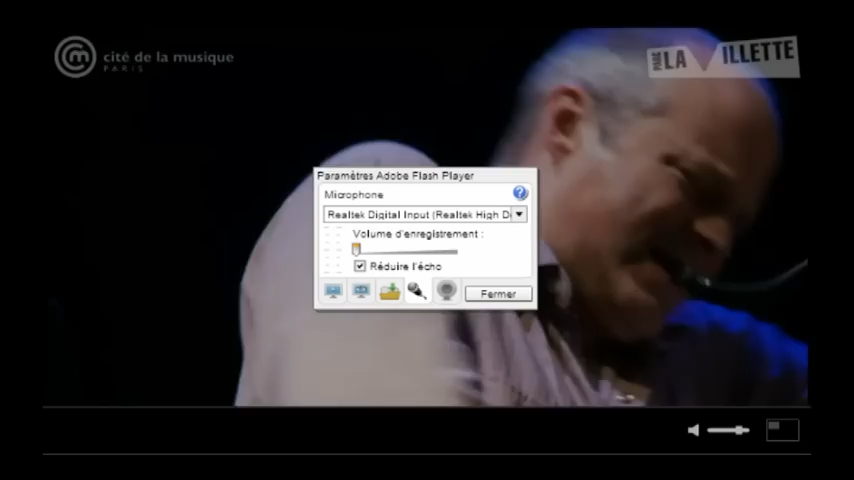 cité de la musique
PARIS
PARC LA VILLETTE
Paramètres Adobe Flash Player
Microphone
Realtek Digital Input (Realtek High D
Volume d'enregistrement :
Réduire l'écho
Fermer